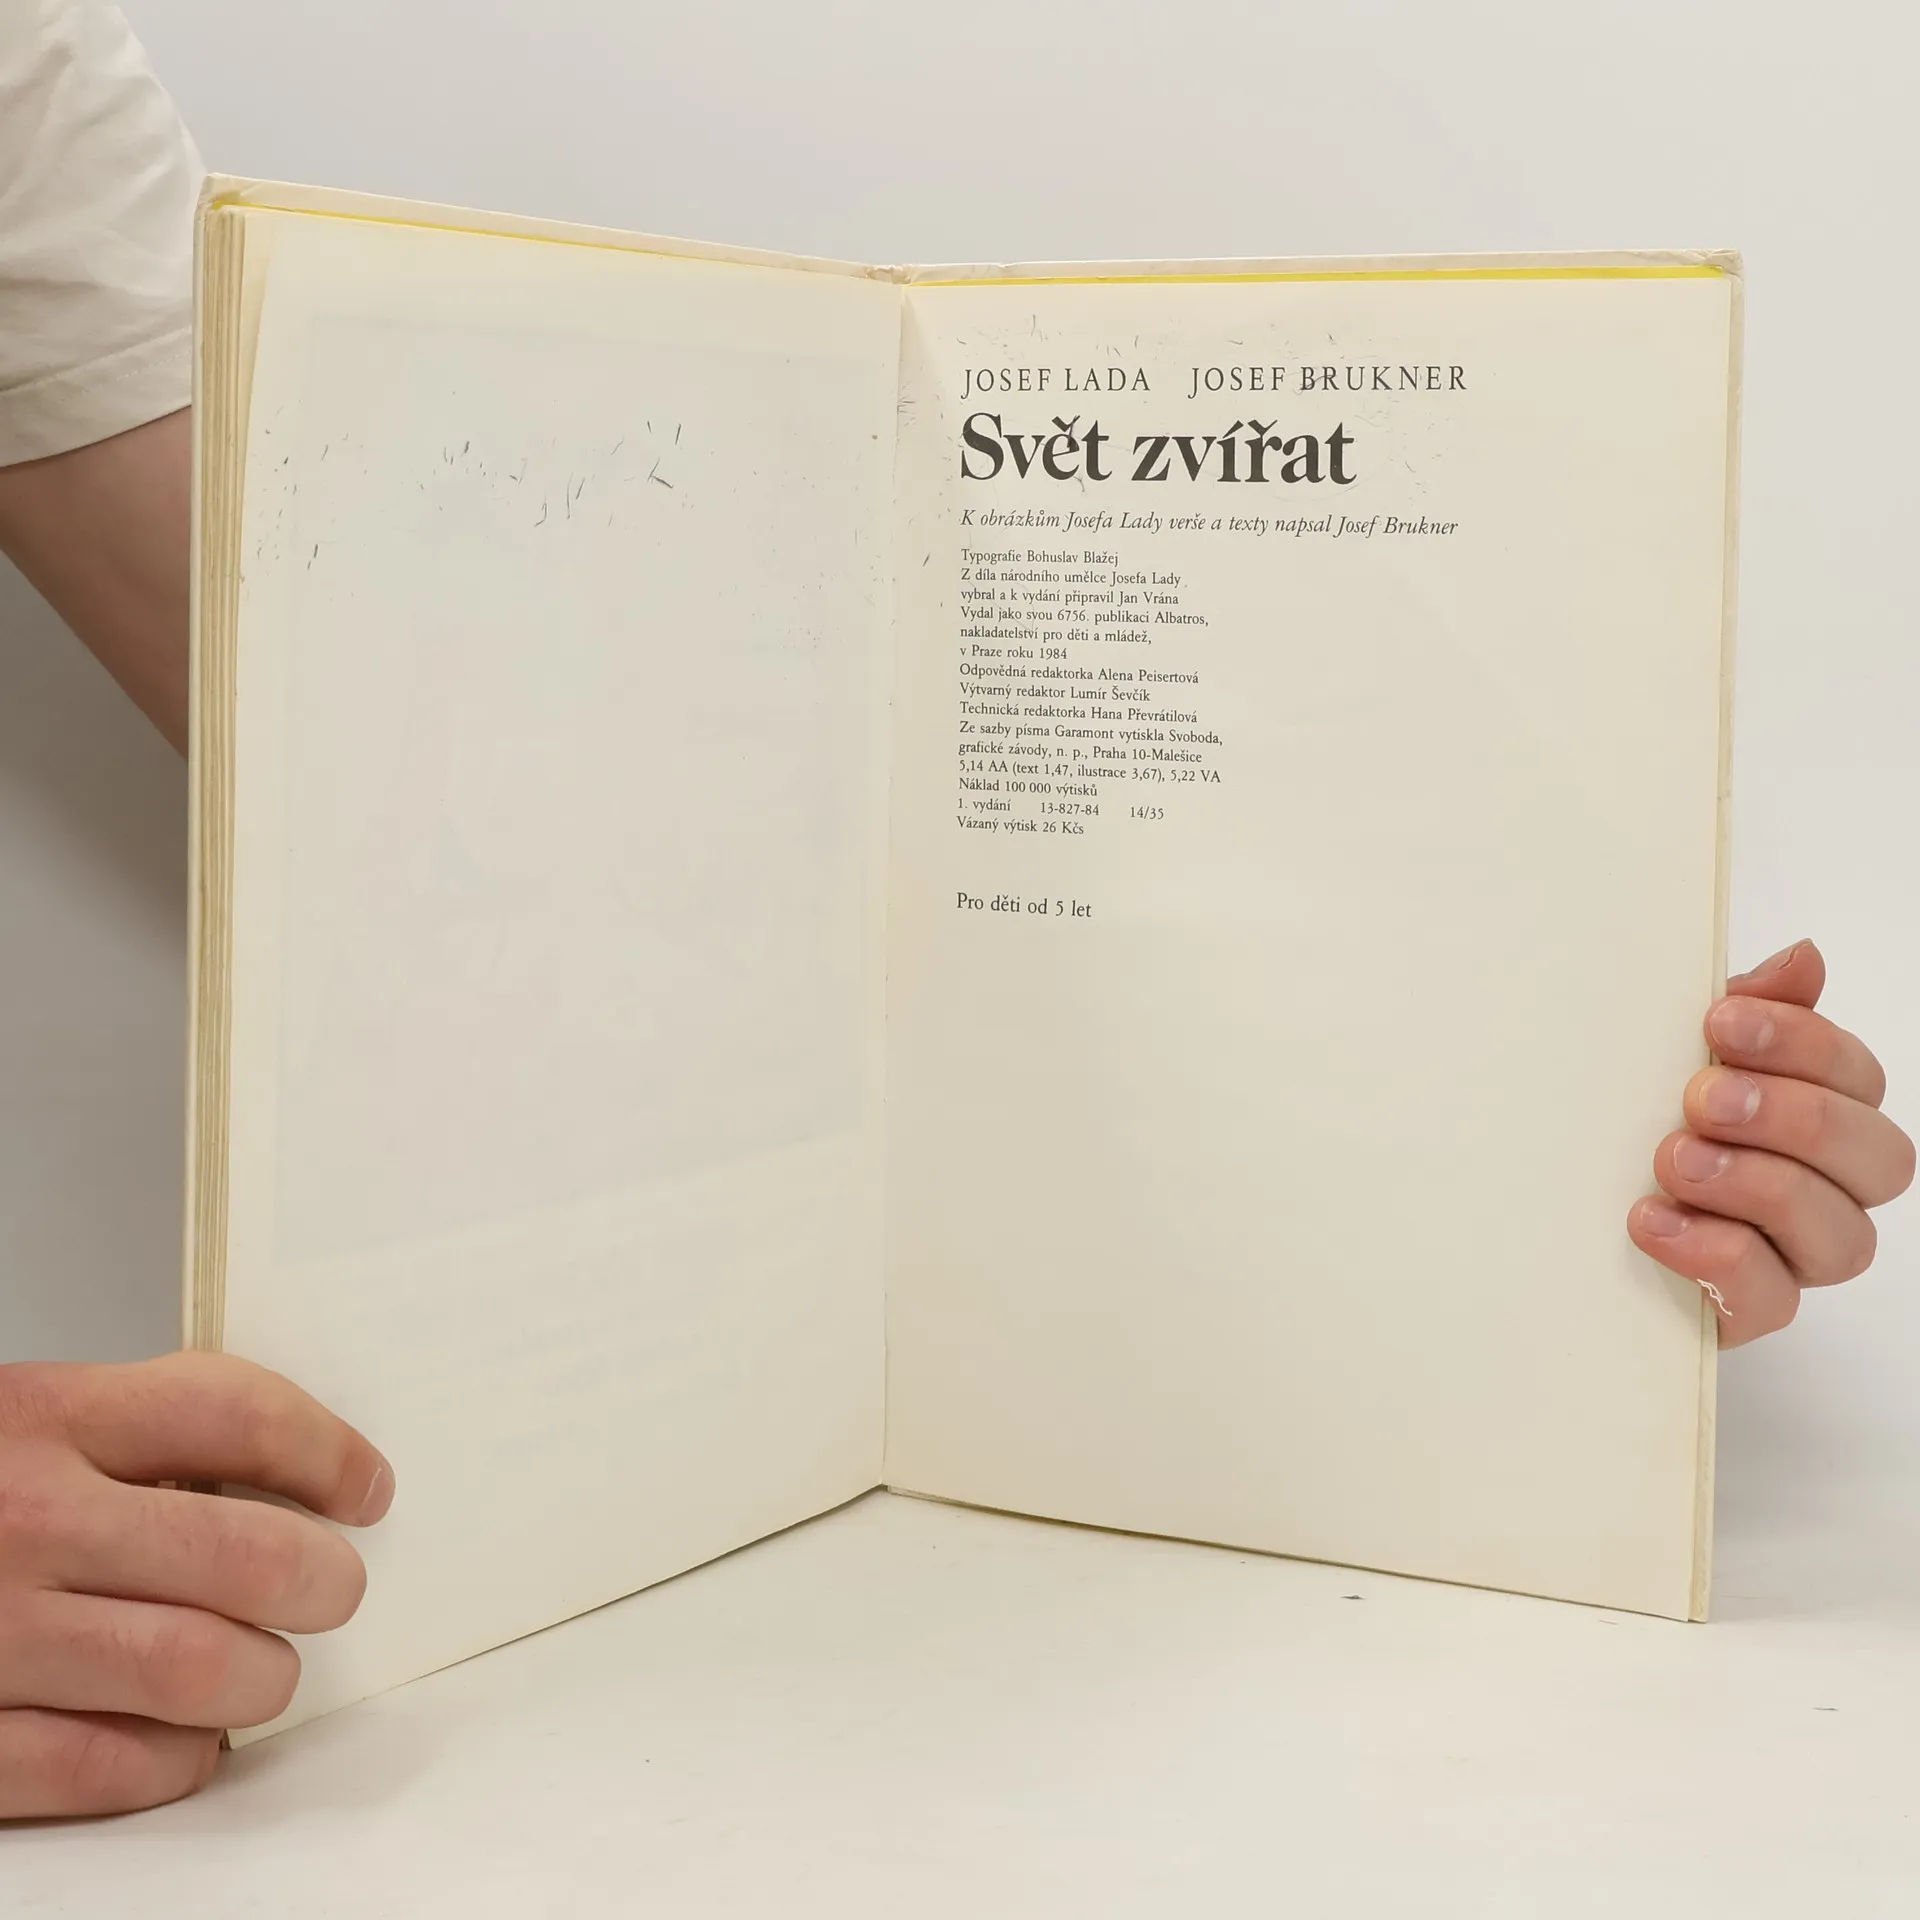 JOSEF LADA JOSEF BRUKNER
Svět zvířat
K obrázkům Josefa Lady verše a texty napsal Josef Brukner
Typografie Bohuslav Blažej
Z díla národního umělce Josefa Lady
vybral a k vydání připravil Jan Vrána
Vydal jako svou 6756. publikaci Albatros,
nakladatelství pro děti a mládež,
v Praze roku 1984
Odpovědná redaktorka Alena Peisertová
Výtvarný redaktor Lumír Ševčík
Technická redaktorka Hana Převrátilová
Ze sazby písma Garamont vytiskla Svoboda,
grafické závody, n. p., Praha 10-Malešice
5,14 AA (text 1,47, ilustrace 3,67), 5,22 VA
Náklad 100 000 výtisků
1. vydání 13-827-84 14/35
Vázaný výtisk 26 Kčs
Pro děti od 5 let